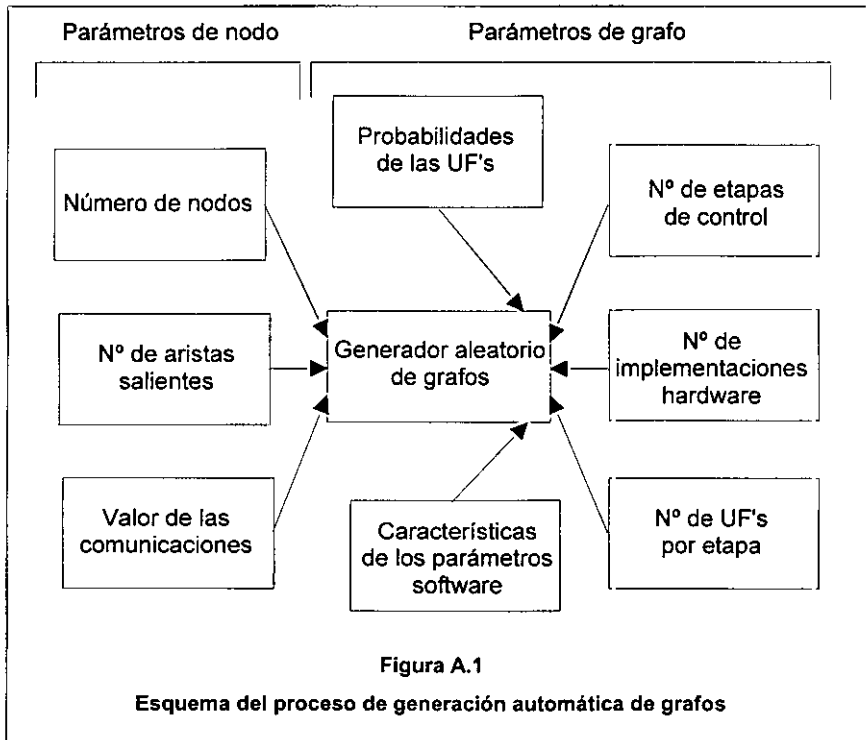 Parámetros de nodo
Parámetros de grafo
Probabilidades
de las UF's
Número de nodos
Nº de etapas
de control
Nº de aristas
salientes
Generador aleatorio
de grafos
Nº de
implementaciones
hardware
Valor de las
comunicaciones
Características
de los parámetros
software
Nº de UF's
por etapa
Figura A.1
Esquema del proceso de generación automática de grafos